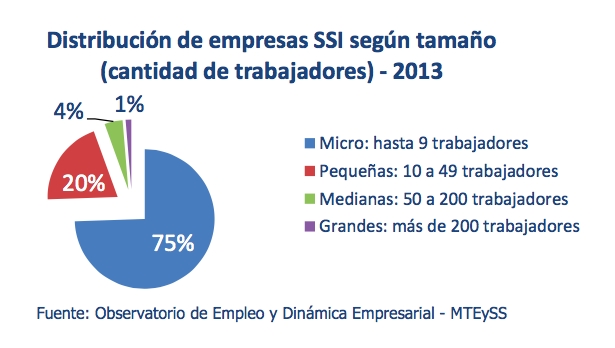 Distribución de empresas SSI según tamaño
(cantidad de trabajadores) - 2013
4%
1%
20%
75%
Micro: hasta 9 trabajadores
Pequeñas: 10 a 49 trabajadores
Medianas: 50 a 200 trabajadores
Grandes: más de 200 trabajadores
Fuente: Observatorio de Empleo y Dinámica Empresarial - MTEySS